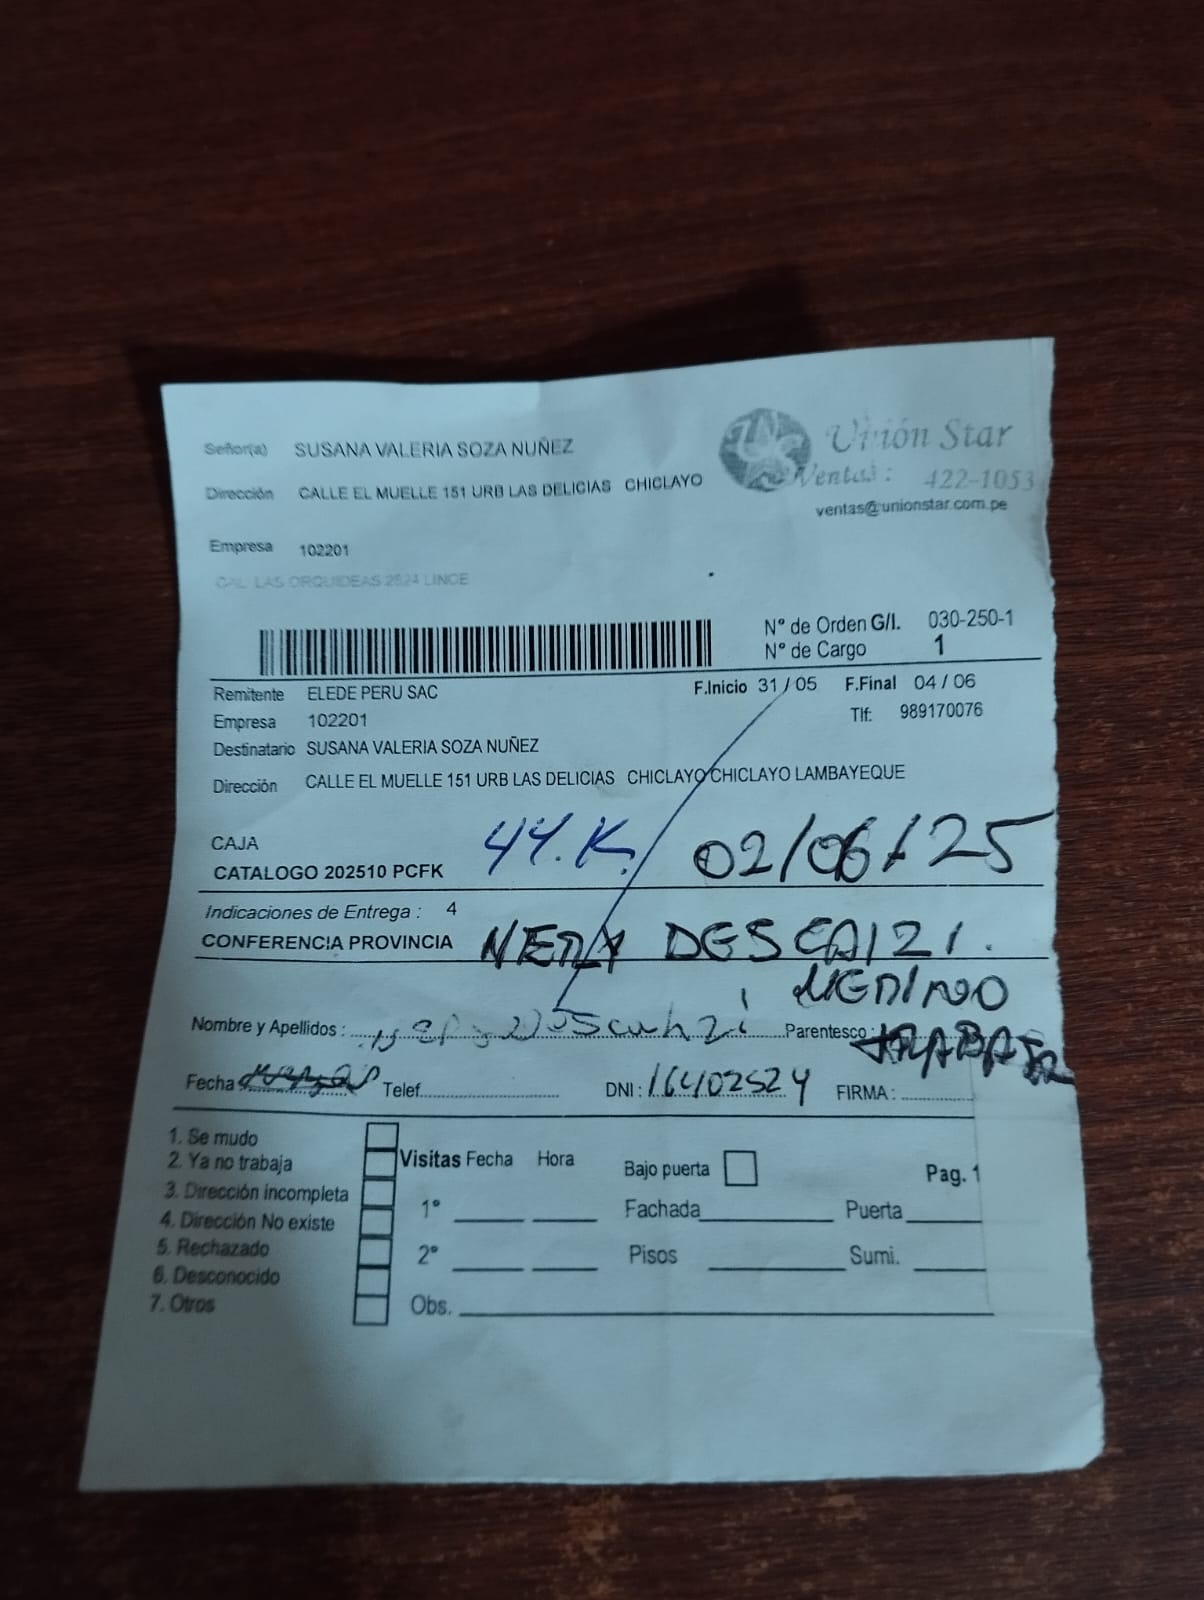 Señor(a) SUSANA VALERIA SOZA NUÑEZ
Unión Star
Dirección CALLE EL MUELLE 151 URB LAS DELICIAS CHICLAYO
Ventas: 422-1053
ventas@unionstar.com.pe
Empresa 102201
CAL. LAS ORQUIDEAS 2624 LINCE
N° de Orden G/I. 030-250-1
N° de Cargo 1
Remitente ELEDE PERU SAC
F.Inicio 31 / 05 F.Final 04 / 06
Empresa 102201
Tlf: 989170076
Destinatario SUSANA VALERIA SOZA NUÑEZ
Dirección CALLE EL MUELLE 151 URB LAS DELICIAS CHICLAYO CHICLAYO LAMBAYEQUE
CAJA
44.K. 02/06/25
CATALOGO 202510 PCFK
Indicaciones de Entrega : 4
CONFERENCIA PROVINCIA NERY
Nombre y Apellidos : Parentesco :
Fecha Telef. DNI : 16402524 FIRMA :
1. Se mudo
2. Ya no trabaja
3. Dirección incompleta
4. Dirección No existe
5. Rechazado
6. Desconocido
7. Otros
Visitas Fecha Hora
Bajo puerta
Pag. 1
1° Fachada Puerta
2° Pisos Sumi.
Obs.